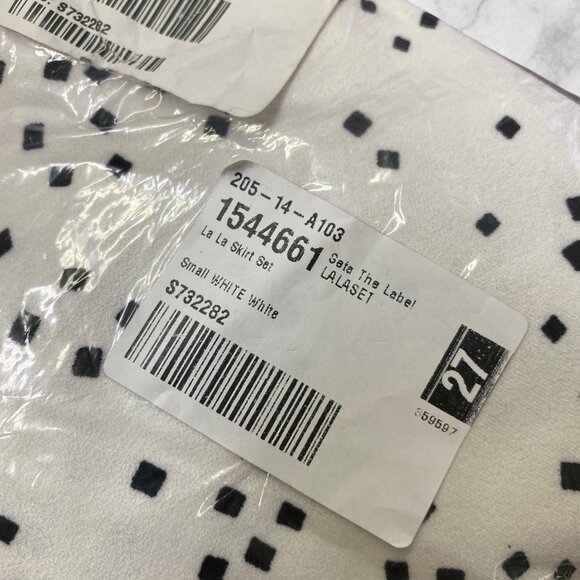 S732282
205-14-A103
1544661
Sets The Label
LALASET
La La Skirt Set
Small WHITE White
S732282
27
359597